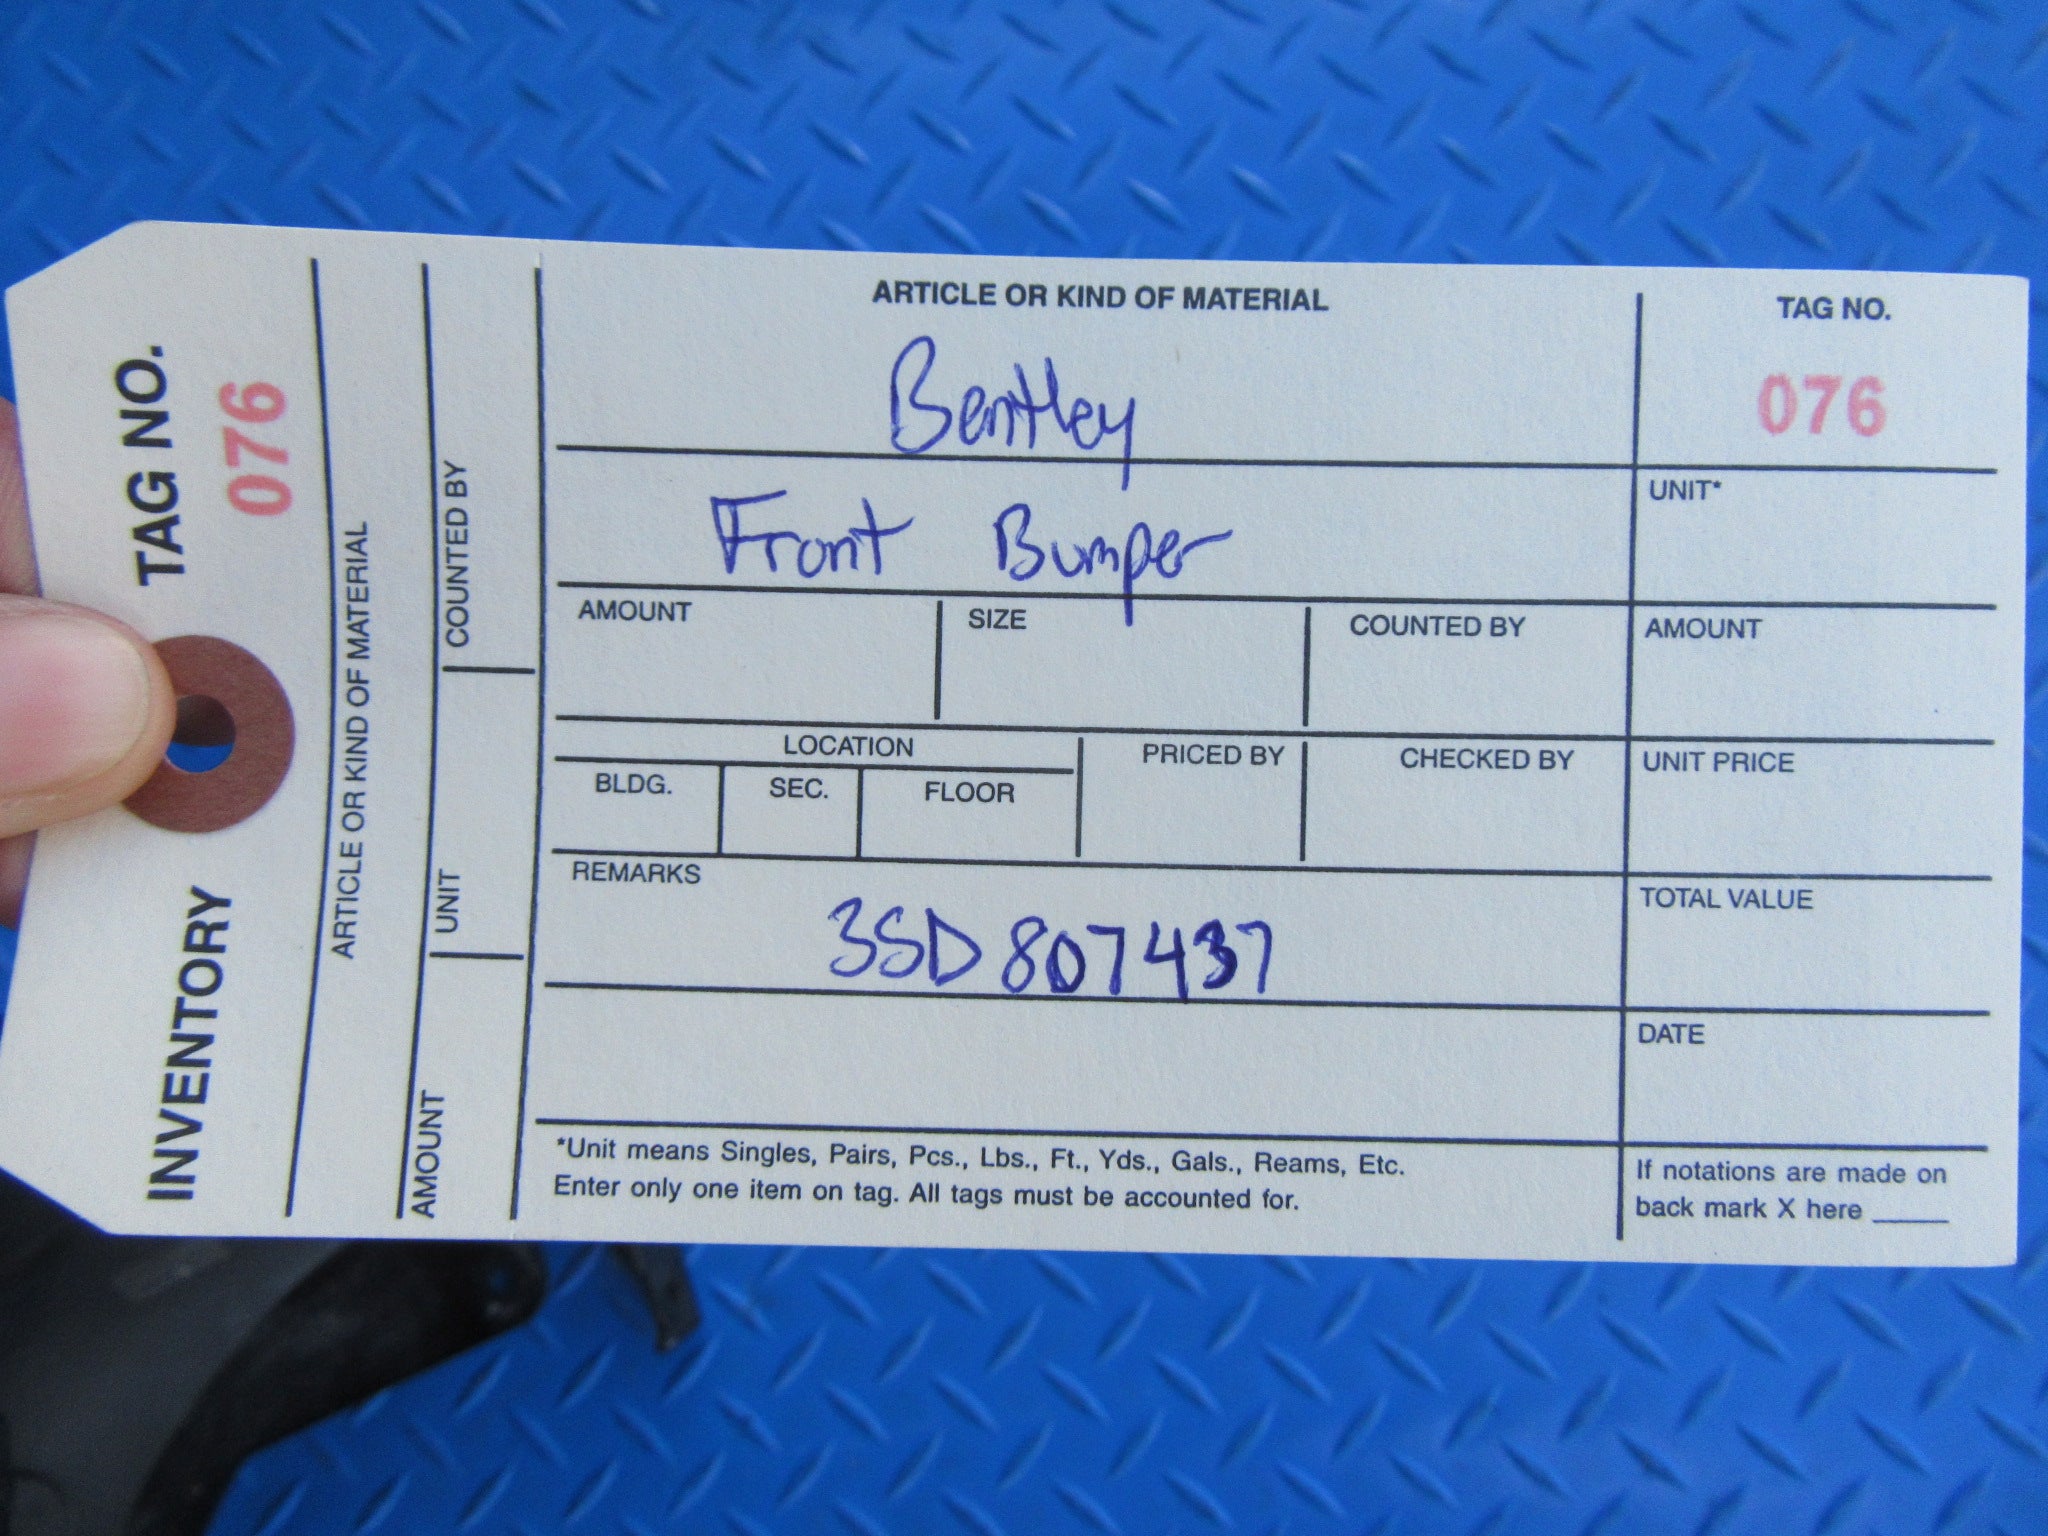 INVENTORY TAG NO. 076
ARTICLE OR KIND OF MATERIAL
AMOUNT UNIT COUNTED BY
ARTICLE OR KIND OF MATERIAL
Bentley
Front Bumper
TAG NO.
076
UNIT*
AMOUNT SIZE COUNTED BY AMOUNT
LOCATION PRICED BY CHECKED BY UNIT PRICE
BLDG. SEC. FLOOR
REMARKS
3SD807437
TOTAL VALUE
DATE
*Unit means Singles, Pairs, Pcs., Lbs., Ft., Yds., Gals., Reams, Etc.
Enter only one item on tag. All tags must be accounted for.
If notations are made on
back mark X here ____